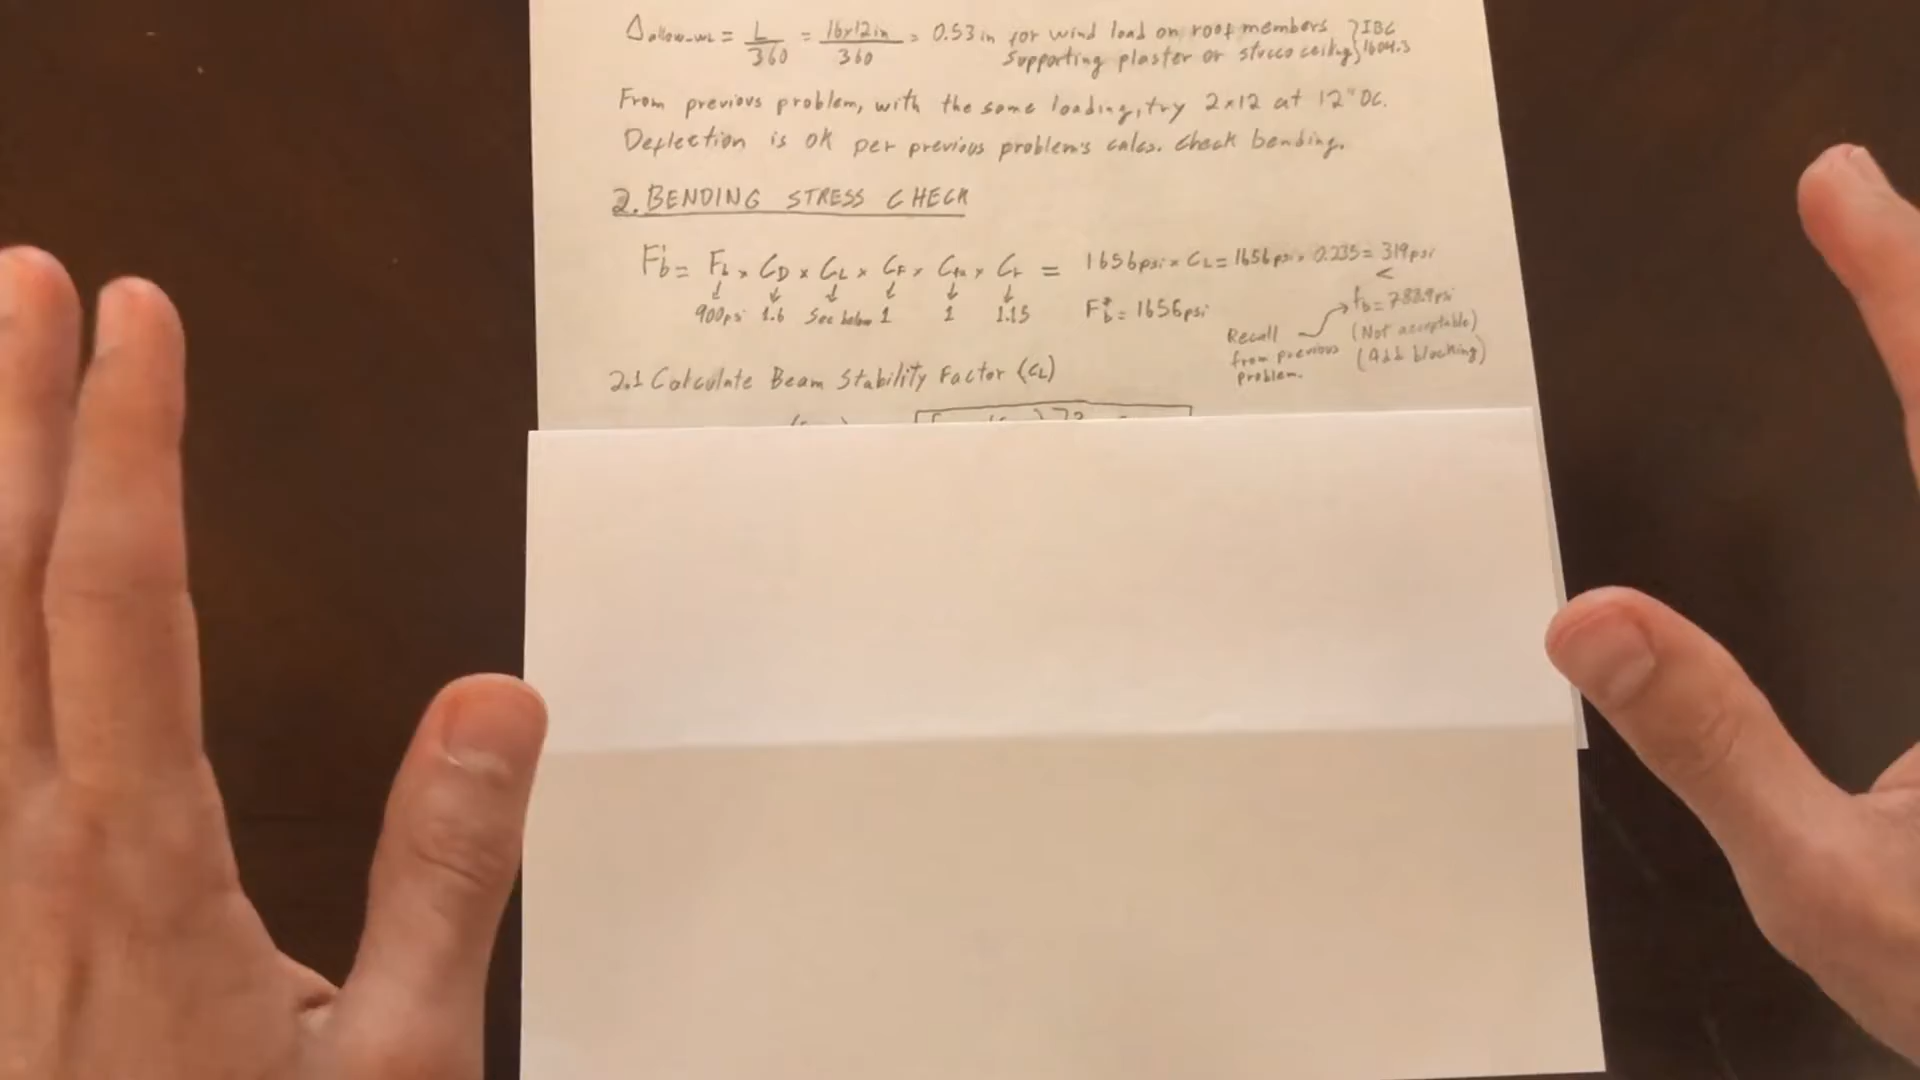 Δallow-WL = L/360 = 16x12in/360 = 0.53in for wind load on roof members } IBC
supporting plaster or stucco ceiling } 1604.3
From previous problem, with the same loading, try 2x12 at 12" OC.
Deflection is OK per previous problem's calcs. Check bending.
2. BENDING STRESS CHECK
F'b = Fb x CD x CL x CF x Cfu x Cr = 1656psi x CL = 1656psi x 0.235 = 319psi
<
900psi 1.6 See below 1 1 1.15 F*b = 1656psi
fb = 788.9psi
Recall (Not acceptable)
from previous (Add blocking)
problem.
2.1 Calculate Beam Stability Factor (CL)